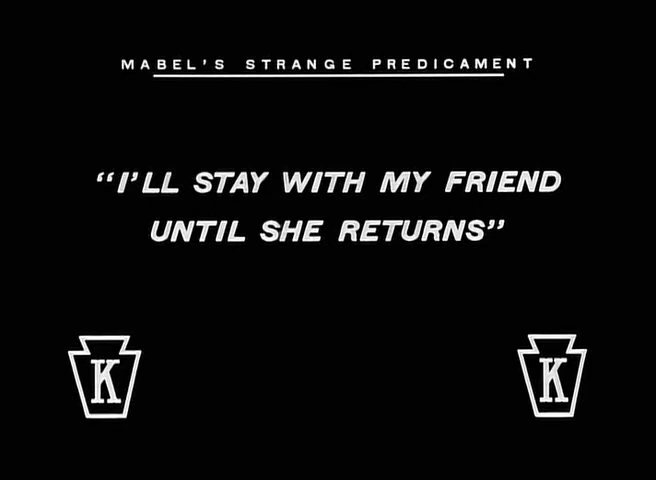 MABEL'S STRANGE PREDICAMENT
“I'LL STAY WITH MY FRIEND
UNTIL SHE RETURNS”
K K